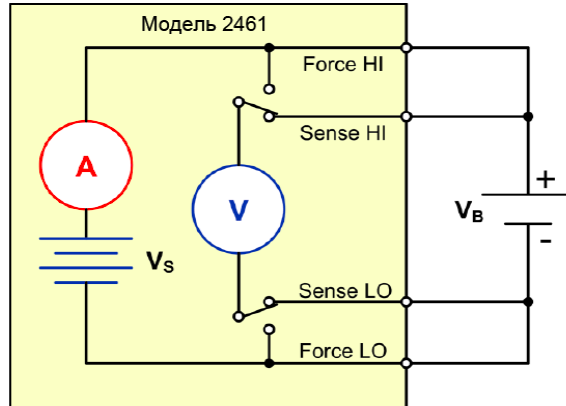 Модель 2461
Force HI
Sense HI
A
V
V_S
V_B
+
-
Sense LO
Force LO